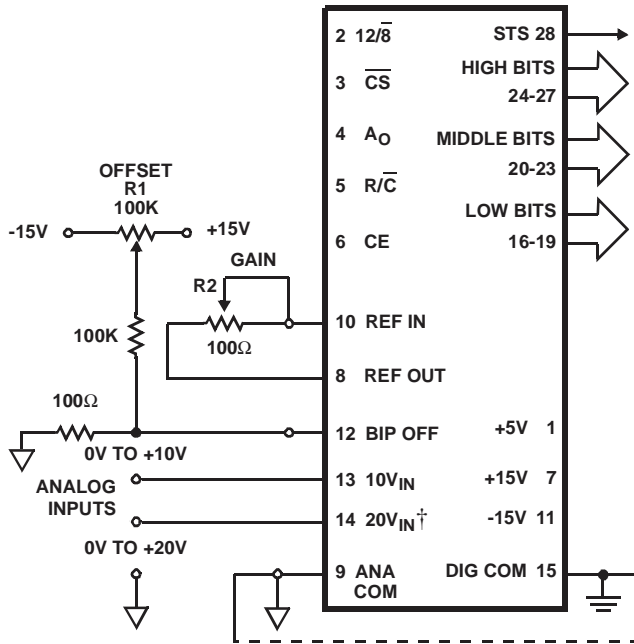 2 12/8̅
STS 28
HIGH BITS
3 C̅S̅
24-27
4 AO
MIDDLE BITS
20-23
OFFSET
R1
100K
5 R/C̅
LOW BITS
-15V
+15V
6 CE
16-19
GAIN
R2
100Ω
10 REF IN
100K
8 REF OUT
100Ω
12 BIP OFF
+5V 1
0V TO +10V
13 10VIN
+15V 7
ANALOG
INPUTS
14 20VIN†
-15V 11
0V TO +20V
9 ANA
COM
DIG COM 15